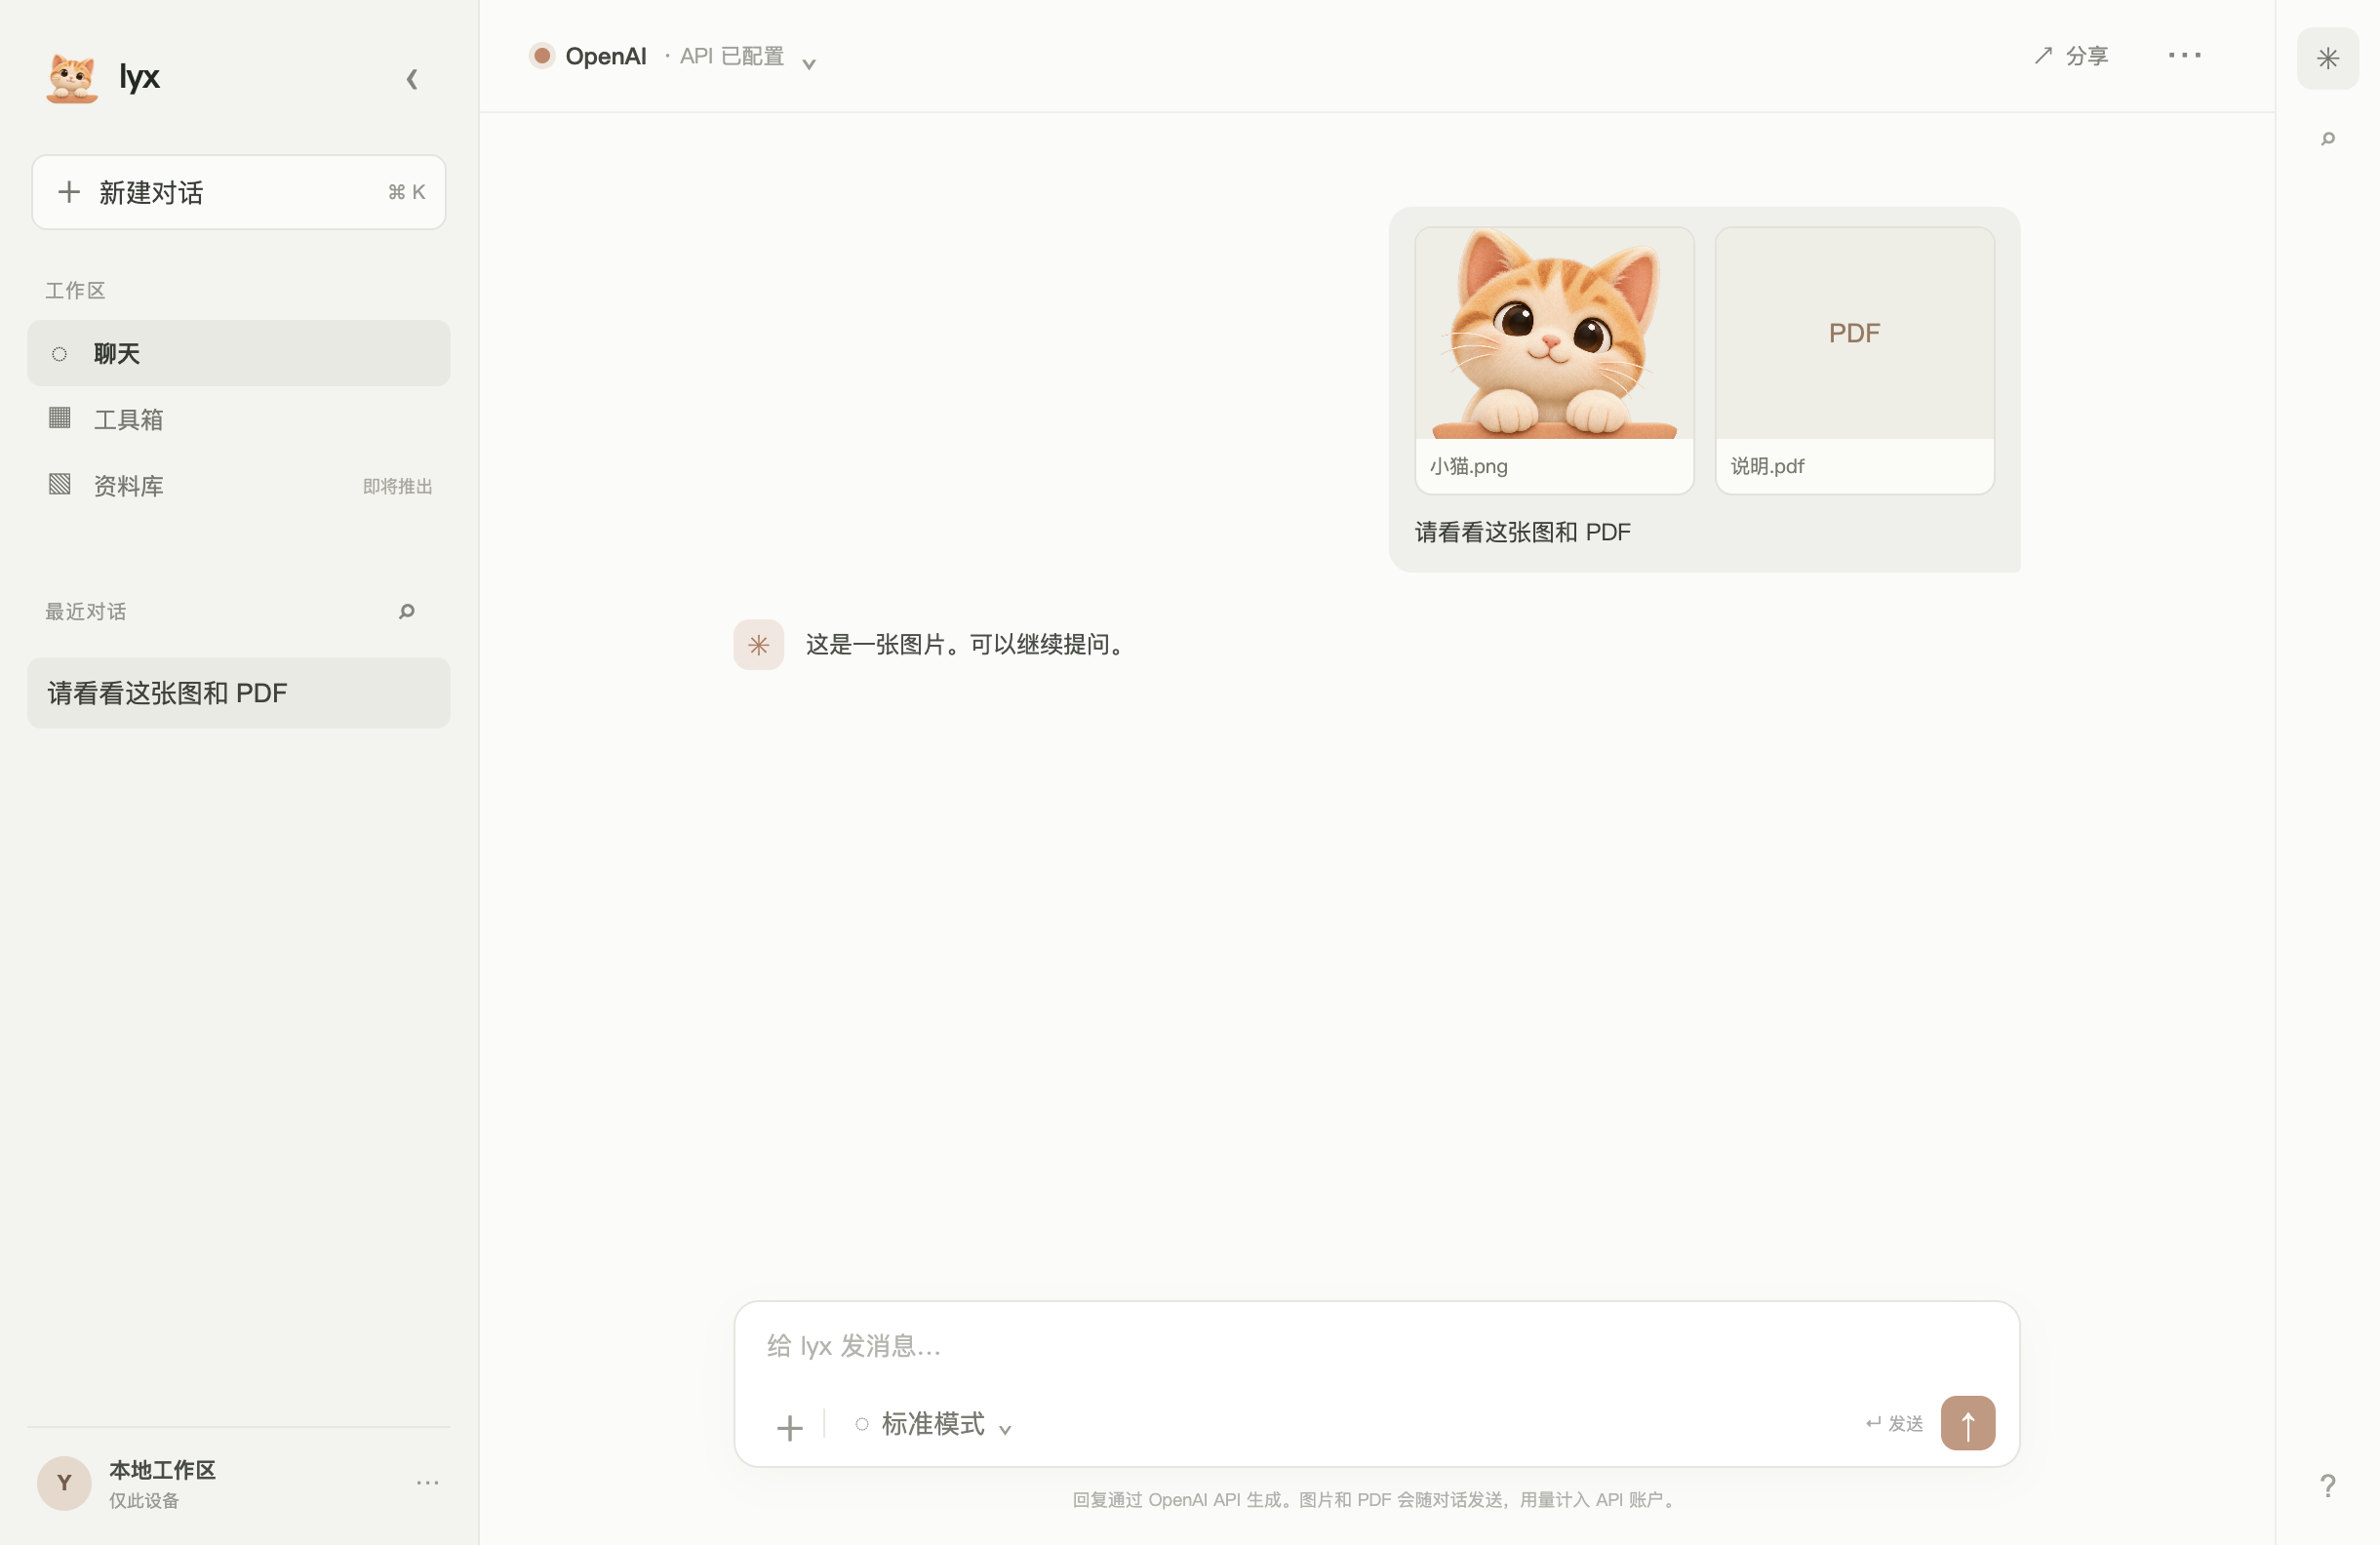 lyx
新建对话 ⌘ K
工作区
聊天
工具箱
资料库 即将推出
最近对话
请看看这张图和 PDF
Y
本地工作区
仅此设备
OpenAI · API 已配置
分享
PDF
小猫.png
说明.pdf
请看看这张图和 PDF
这是一张图片。可以继续提问。
给 lyx 发消息...
标准模式
↵ 发送
回复通过 OpenAI API 生成。图片和 PDF 会随对话发送，用量计入 API 账户。
?